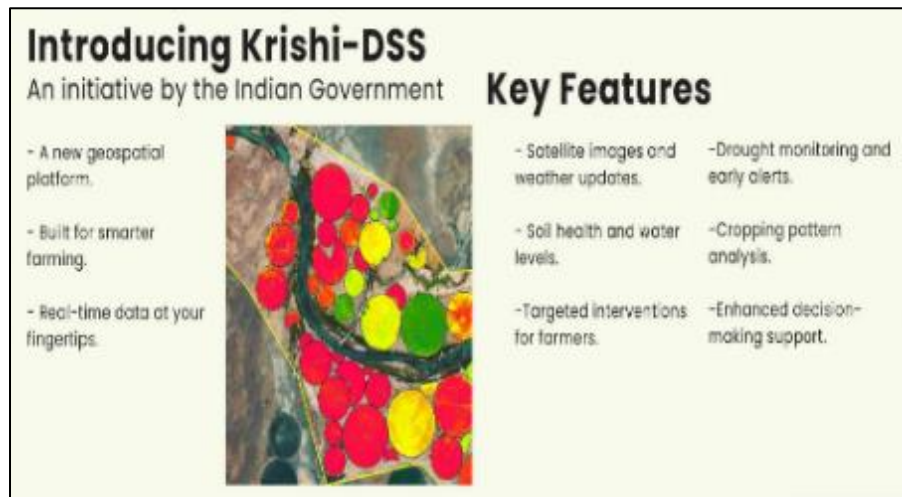 Introducing Krishi-DSS
An initiative by the Indian Government
- A new geospatial
platform.
- Built for smarter
farming.
- Real-time data at your
fingertips.
Key Features
- Satellite images and
weather updates.
- Soil health and water
levels.
-Targeted interventions
for farmers.
-Drought monitoring and
early alerts.
-Cropping pattern
analysis.
-Enhanced decision-
making support.